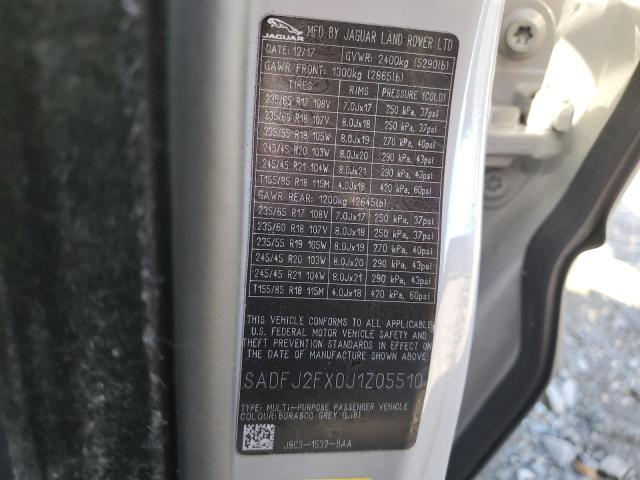 JAGUAR
MFD BY JAGUAR LAND ROVER LTD
DATE: 12/17 GVWR: 2400kg (5290lb)
GAWR FRONT: 1300kg (2865lb)
TIRES RIMS PRESSURE (COLD)
235/65 R17 108V 7.0Jx17 250 kPa, 37psi
235/60 R18 107V 8.0Jx18 250 kPa, 37psi
235/55 R19 105W 8.0Jx19 270 kPa, 40psi
245/45 R20 103W 8.0Jx20 290 kPa, 43psi
245/45 R21 104W 8.0Jx21 290 kPa, 43psi
T155/85 R18 115M 4.0Jx18 420 kPa, 60psi
GAWR REAR: 1200kg (2645lb)
235/65 R17 108V 7.0Jx17 250 kPa, 37psi
235/60 R18 107V 8.0Jx18 250 kPa, 37psi
235/55 R19 105W 8.0Jx19 270 kPa, 40psi
245/45 R20 103W 8.0Jx20 290 kPa, 43psi
245/45 R21 104W 8.0Jx21 290 kPa, 43psi
T155/85 R18 115M 4.0Jx18 420 kPa, 60psi
THIS VEHICLE CONFORMS TO ALL APPLICABLE
U.S. FEDERAL MOTOR VEHICLE SAFETY AND
THEFT PREVENTION STANDARDS IN EFFECT
ON THE DATE OF MANUFACTURE SHOWN ABOVE
SADFJ2FX0J1Z05510
TYPE: MULTI-PURPOSE PASSENGER VEHICLE
COLOUR: BORASCO GREY (LJB)
J9C3-1532-BAA